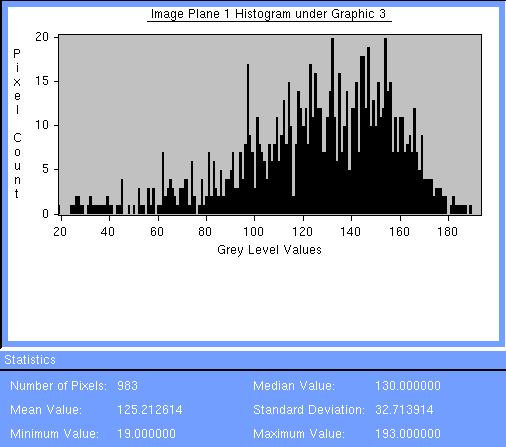 Image Plane 1 Histogram under Graphic 3
Pixel Count
20
15
10
5
0
20 40 60 80 100 120 140 160 180
Grey Level Values
Statistics
Number of Pixels: 983 Median Value: 130.000000
Mean Value: 125.212614 Standard Deviation: 32.713914
Minimum Value: 19.000000 Maximum Value: 193.000000